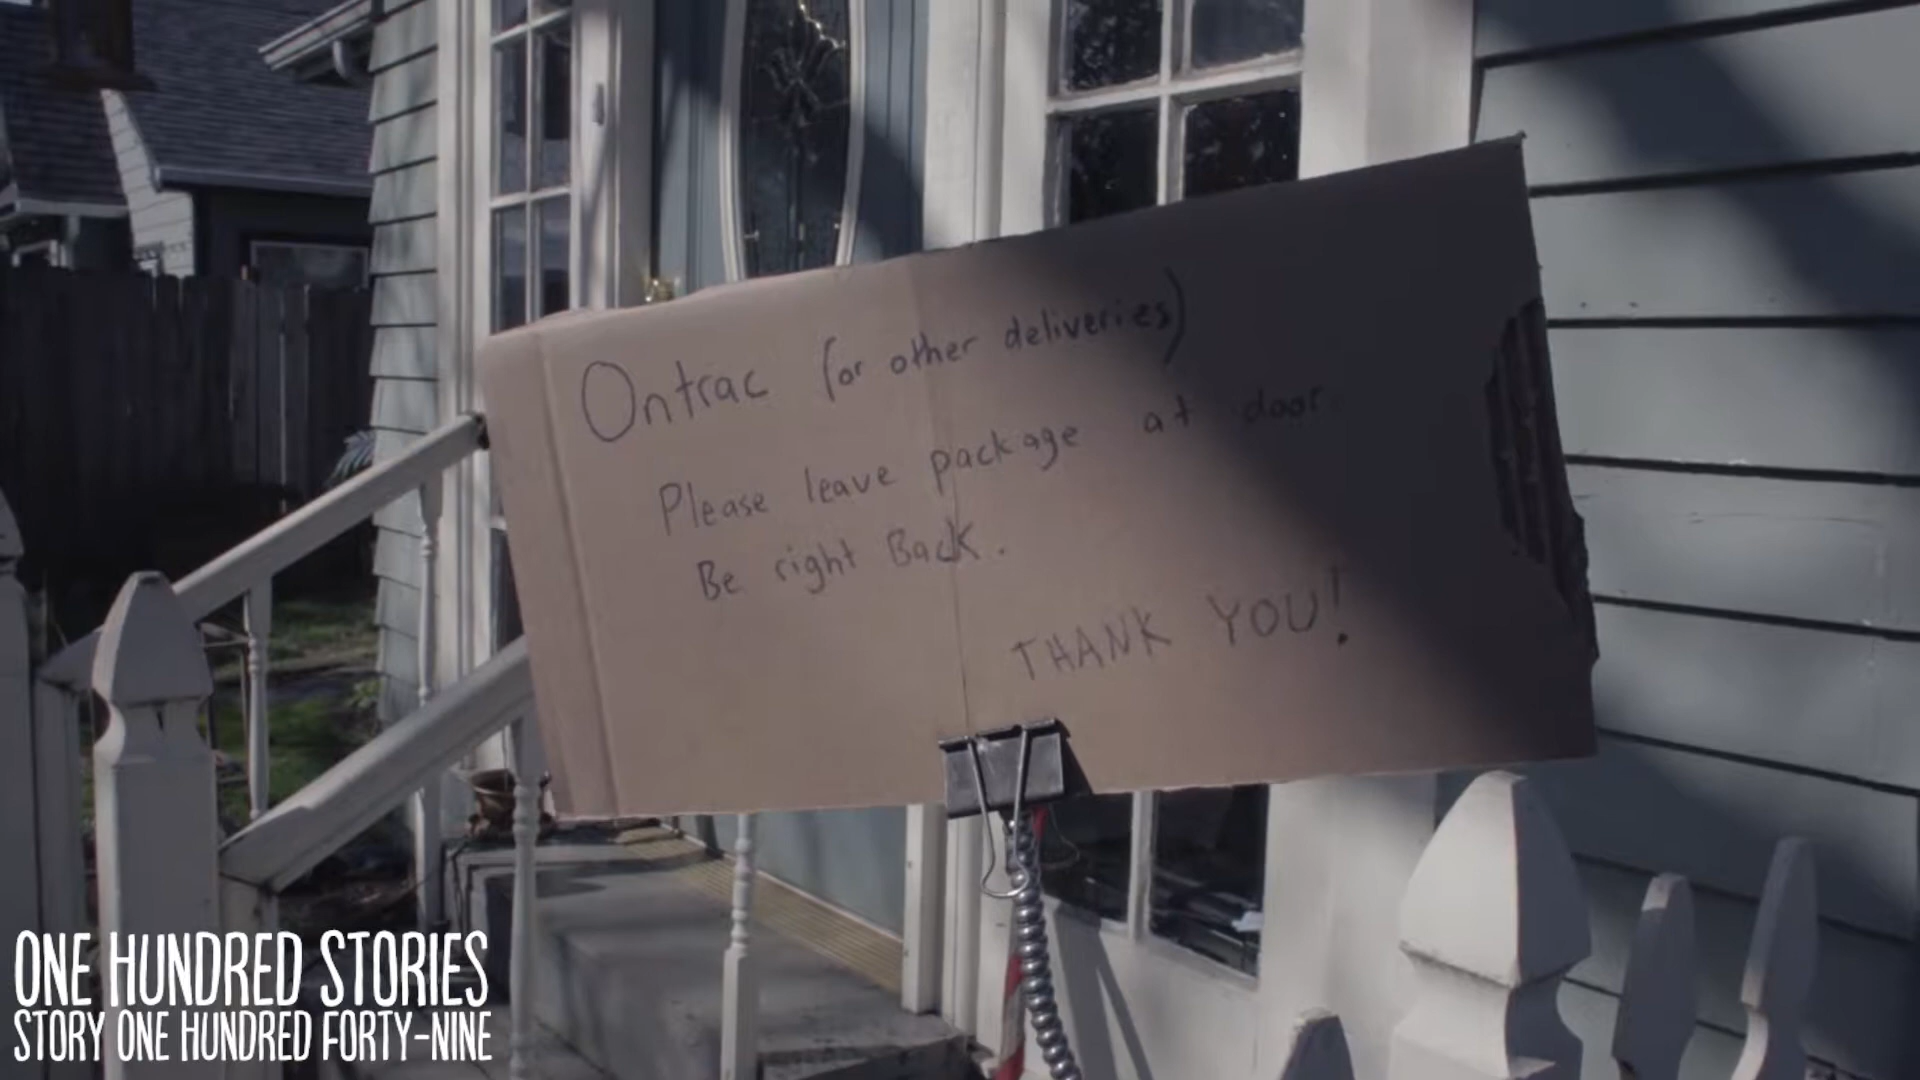 Ontrac (or other deliveries)
Please leave package at door.
Be right Back.
THANK YOU!
ONE HUNDRED STORIES
STORY ONE HUNDRED FORTY-NINE